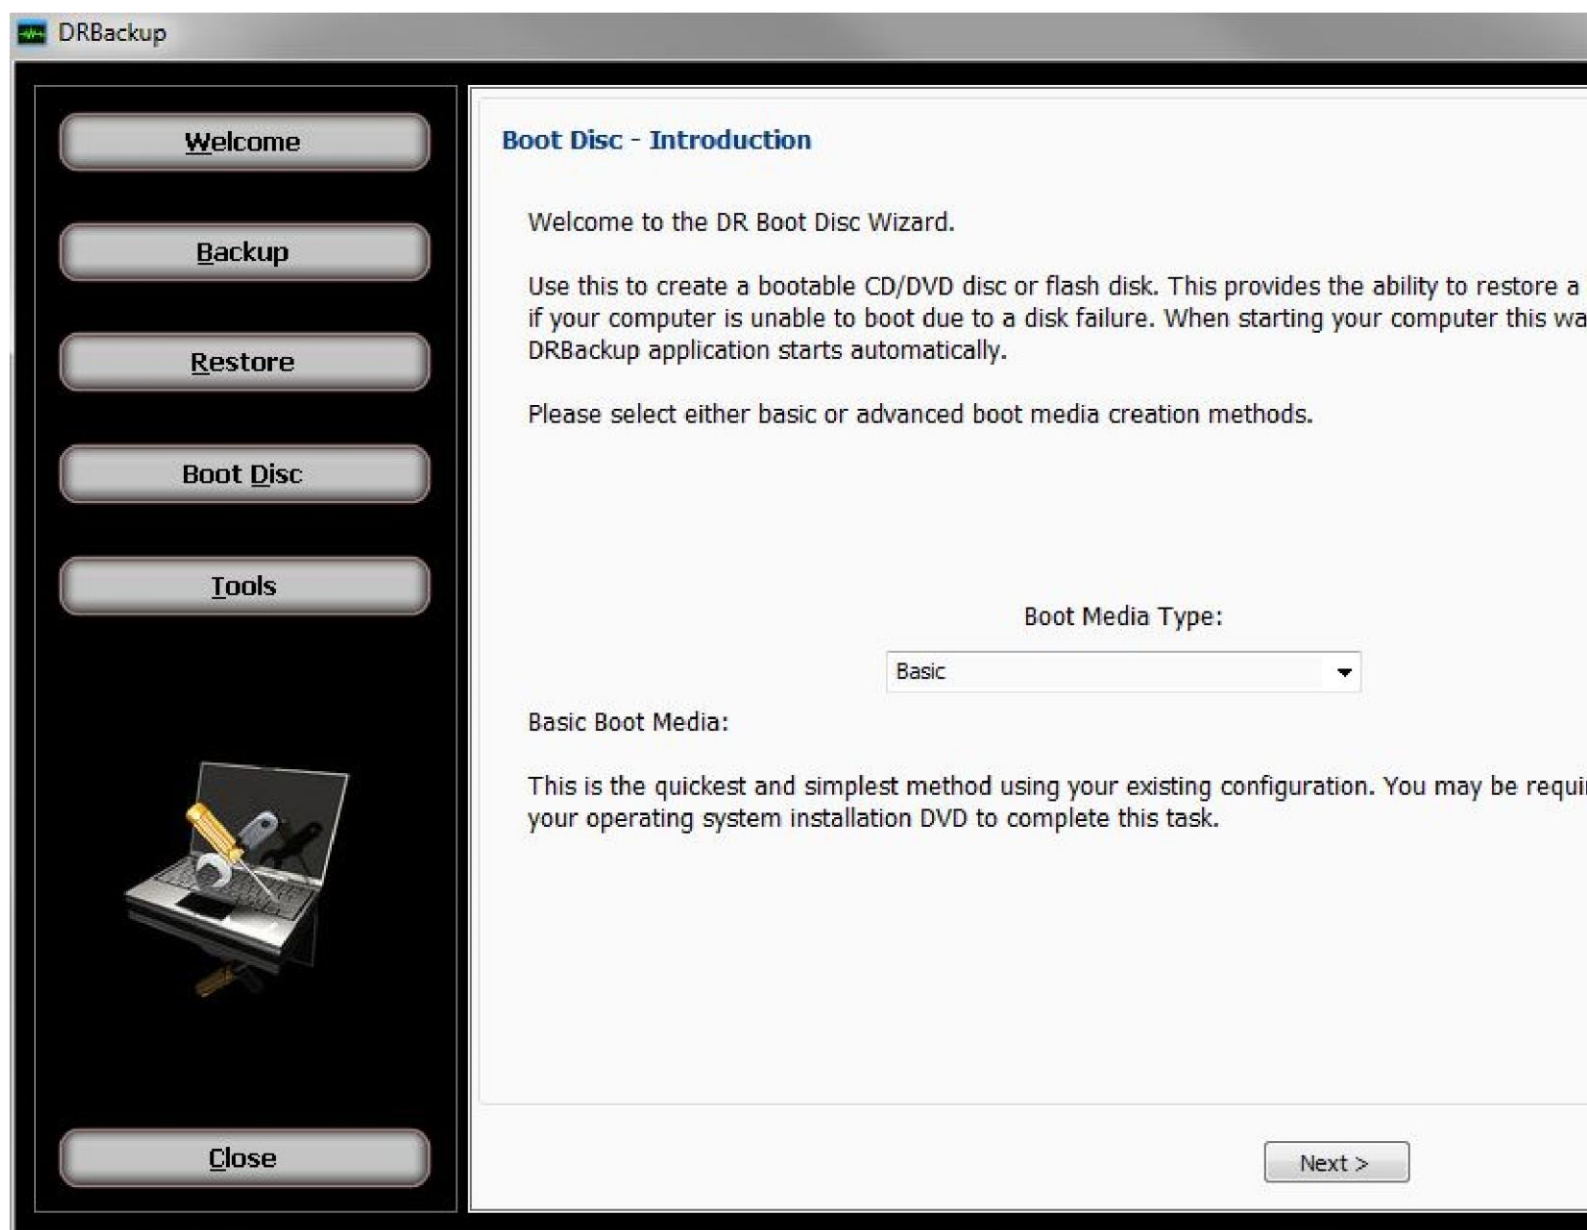 DRBackup
Welcome
Backup
Restore
Boot Disc
Tools
Close
Boot Disc - Introduction
Welcome to the DR Boot Disc Wizard.
Use this to create a bootable CD/DVD disc or flash disk. This provides the ability to restore a
if your computer is unable to boot due to a disk failure. When starting your computer this
DRBackup application starts automatically.
Please select either basic or advanced boot media creation methods.
Boot Media Type:
Basic
Basic Boot Media:
This is the quickest and simplest method using your existing configuration. You may be
your operating system installation DVD to complete this task.
Next >